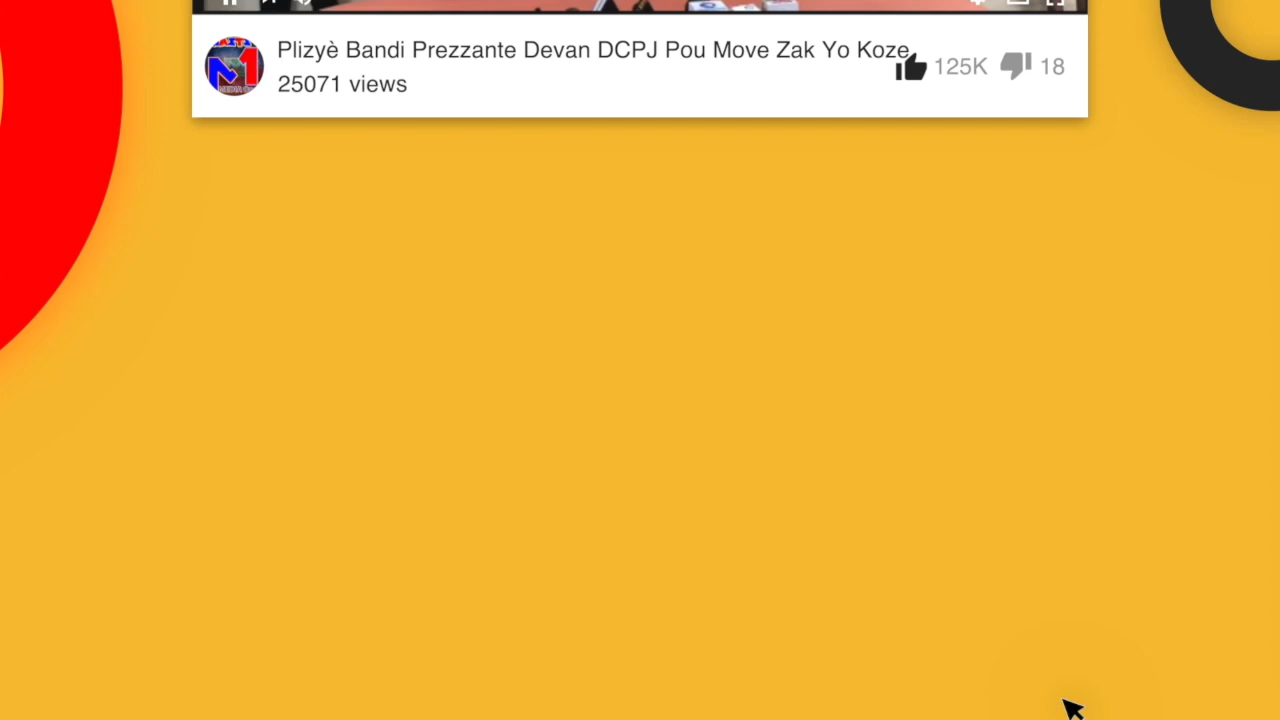 Plizyè Bandi Prezzante Devan DCPJ Pou Move Zak Yo Koze
25071 views
125K
18